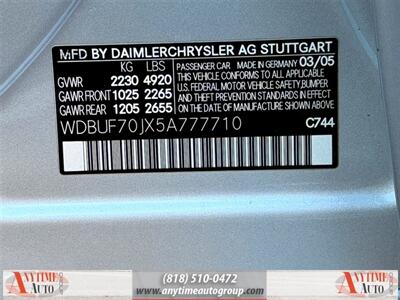 MFD BY DAIMLERCHRYSLER AG STUTTGART
KG LBS
GVWR 2230 4920
GAWR FRONT 1025 2265
GAWR REAR 1205 2655
PASSENGER CAR MADE IN GERMANY 03/05
THIS VEHICLE CONFORMS TO ALL APPLICABLE
U.S. FEDERAL MOTOR VEHICLE SAFETY, BUMPER,
AND THEFT PREVENTION STANDARDS IN EFFECT
ON THE DATE OF MANUFACTURE SHOWN ABOVE
WDBUF70JX5A777710
C744
ANYTIME AUTO
(818) 510-0472
www.anytimeautogroup.com
ANYTIME AUTO